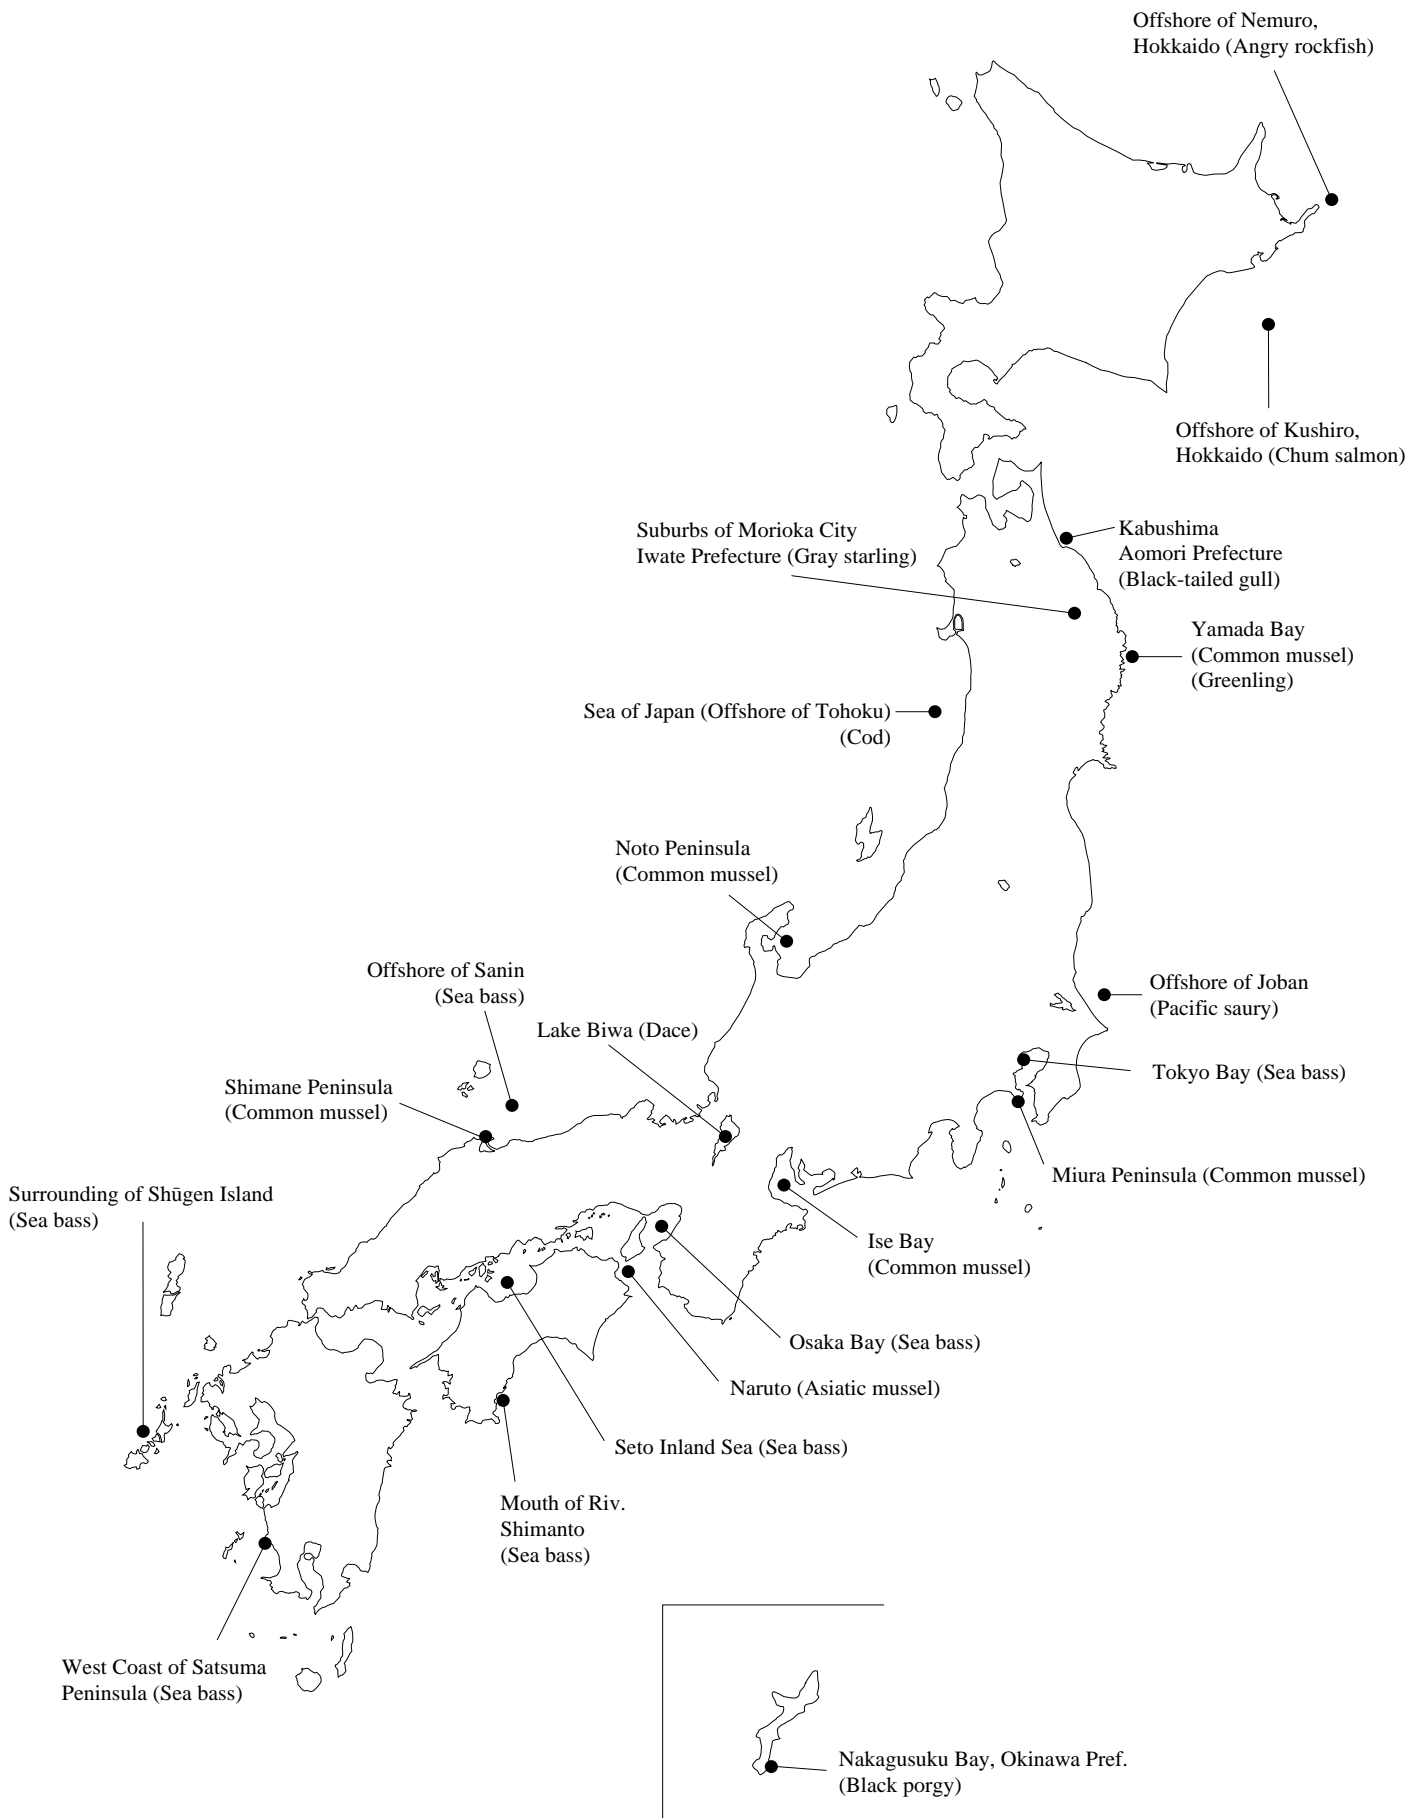 Offshore of Nemuro,
Hokkaido (Angry rockfish)
Offshore of Kushiro,
Hokkaido (Chum salmon)
Suburbs of Morioka City
Iwate Prefecture (Gray starling)
Kabushima
Aomori Prefecture
(Black-tailed gull)
Yamada Bay
(Common mussel)
(Greenling)
Sea of Japan (Offshore of Tohoku)
(Cod)
Noto Peninsula
(Common mussel)
Offshore of Sanin
(Sea bass)
Offshore of Joban
(Pacific saury)
Lake Biwa (Dace)
Tokyo Bay (Sea bass)
Shimane Peninsula
(Common mussel)
Miura Peninsula (Common mussel)
Surrounding of Shūgen Island
(Sea bass)
Ise Bay
(Common mussel)
Osaka Bay (Sea bass)
Naruto (Asiatic mussel)
Seto Inland Sea (Sea bass)
Mouth of Riv.
Shimanto
(Sea bass)
West Coast of Satsuma
Peninsula (Sea bass)
Nakagusuku Bay, Okinawa Pref.
(Black porgy)